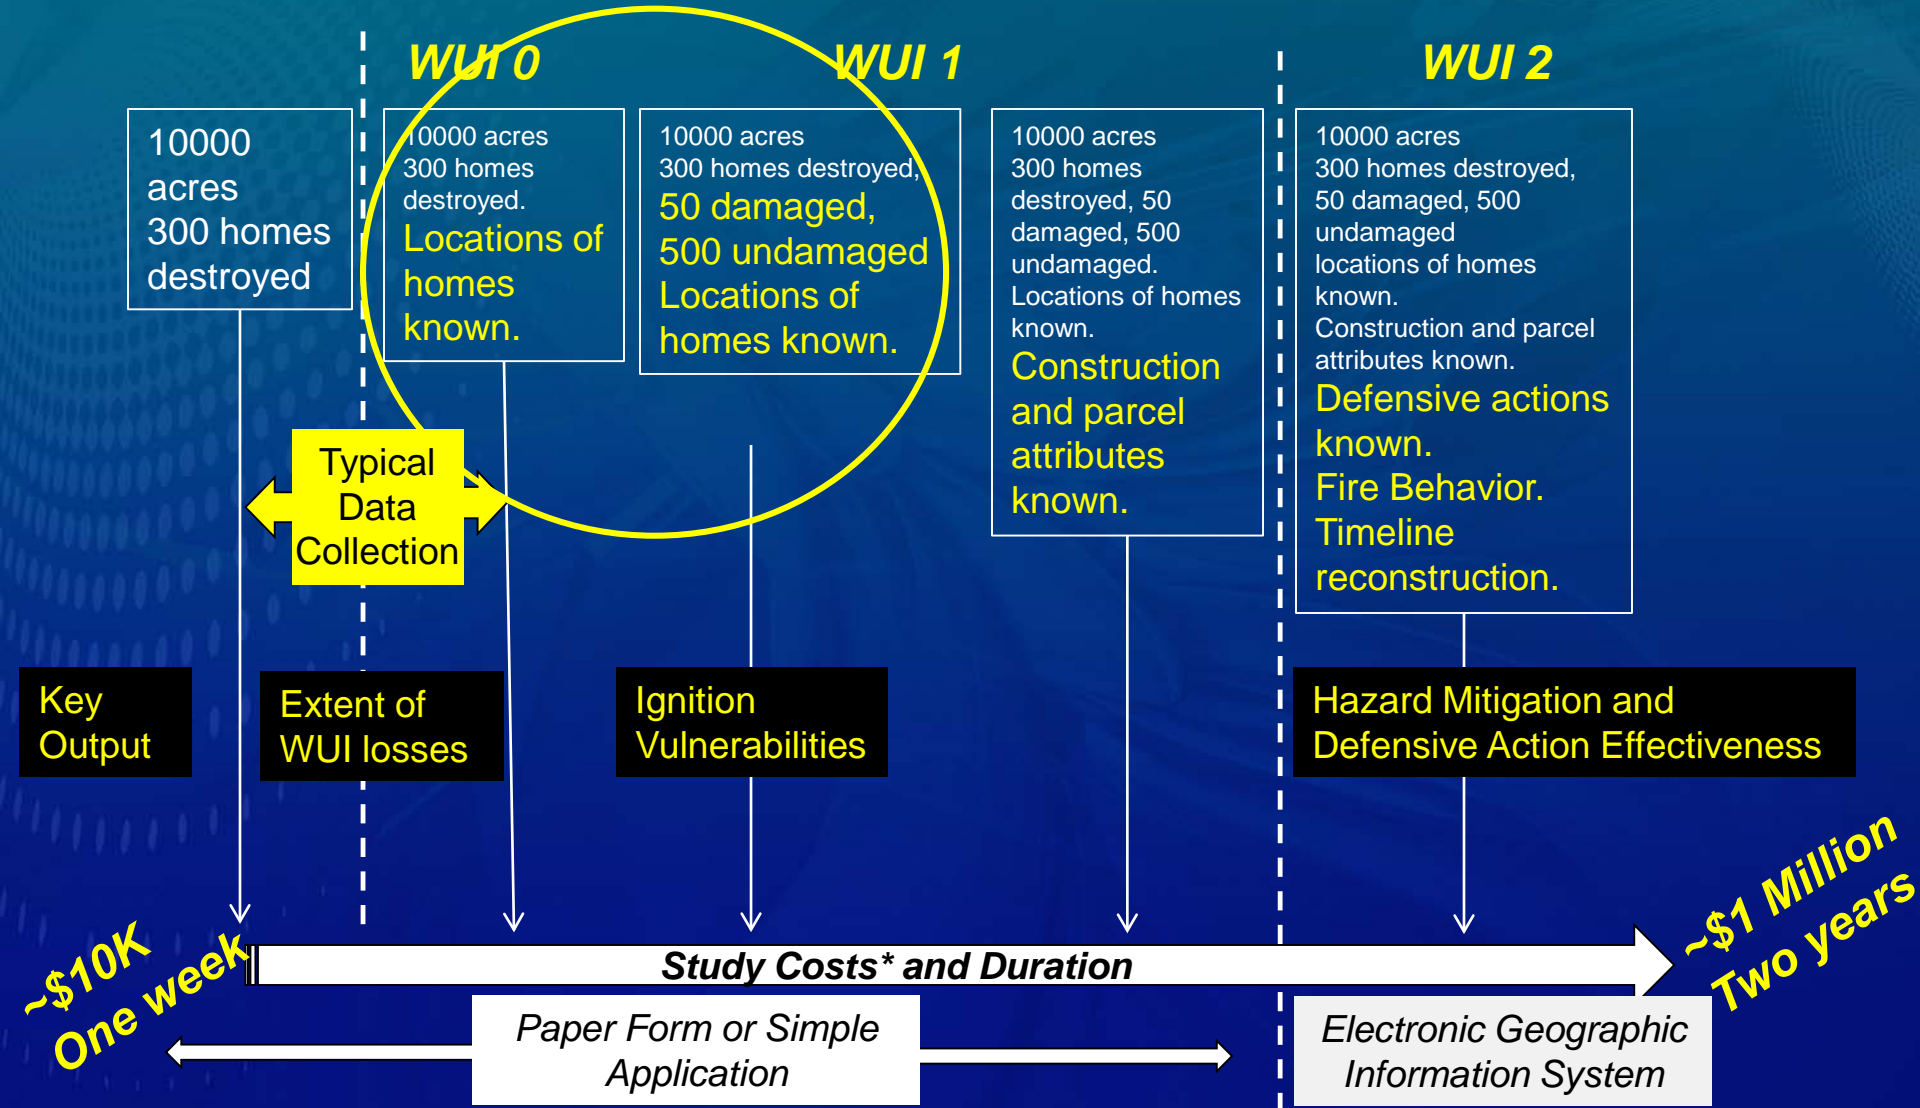 WUI 0
WUI 1
WUI 2
10000
acres
300 homes
destroyed
10000 acres
300 homes
destroyed.
Locations of
homes
known.
10000 acres
300 homes destroyed,
50 damaged,
500 undamaged
Locations of
homes known.
10000 acres
300 homes
destroyed, 50
damaged, 500
undamaged.
Locations of homes
known.
Construction
and parcel
attributes
known.
10000 acres
300 homes destroyed,
50 damaged, 500
undamaged
locations of homes
known.
Construction and parcel
attributes known.
Defensive actions
known.
Fire Behavior.
Timeline
reconstruction.
Typical
Data
Collection
Key
Output
Extent of
WUI losses
Ignition
Vulnerabilities
Hazard Mitigation and
Defensive Action Effectiveness
~$10K
One week
Study Costs* and Duration
~$1 Million
Two years
Paper Form or Simple
Application
Electronic Geographic
Information System